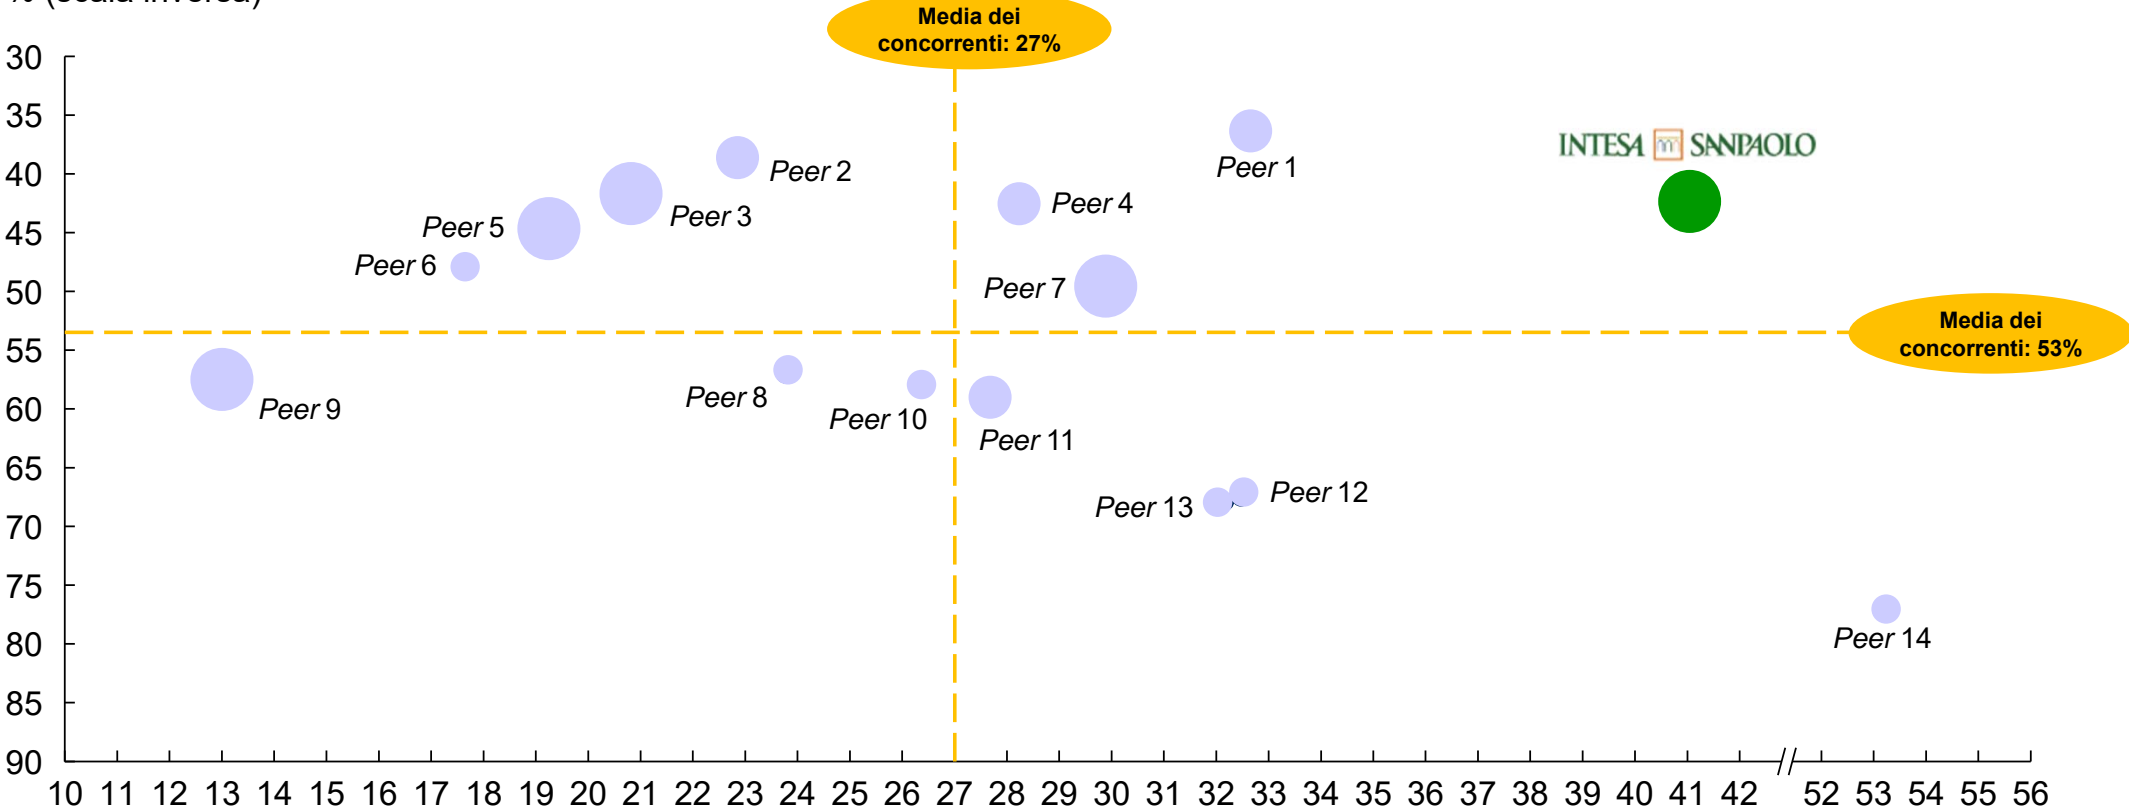 % (scala inversa)
Media dei
concorrenti: 27%
30
35
40
45
50
55
60
65
70
75
80
85
90
Peer 1
INTESA SANPAOLO
Peer 2
Peer 4
Peer 3
Peer 5
Peer 6
Peer 7
Media dei
concorrenti: 53%
Peer 8
Peer 9
Peer 10
Peer 11
Peer 12
Peer 13
Peer 14
10 11 12 13 14 15 16 17 18 19 20 21 22 23 24 25 26 27 28 29 30 31 32 33 34 35 36 37 38 39 40 41 42 52 53 54 55 56